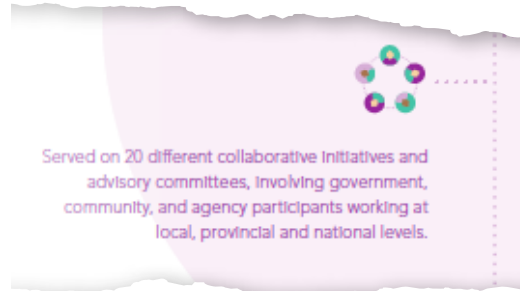 Served on 20 different collaborative initiatives and
advisory committees, involving government,
community, and agency participants working at
local, provincial and national levels.